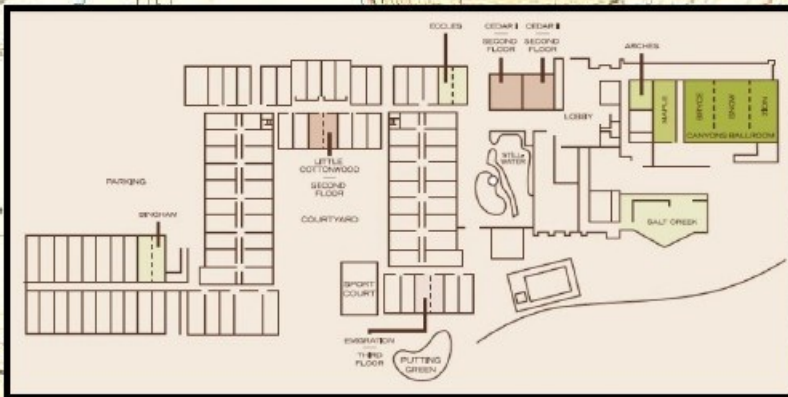 ECCLES
CEDAR I
SECOND
FLOOR
CEDAR II
SECOND
FLOOR
ARCHES
LOBBY
MAPLE
BRYCE
SNOW
ZION
CANYONS BALLROOM
LITTLE
COTTONWOOD
SECOND
FLOOR
STILL
WATER
PARKING
BINGHAM
COURTYARD
SALT CREEK
SPORT
COURT
EMIGRATION
THIRD
FLOOR
PUTTING
GREEN